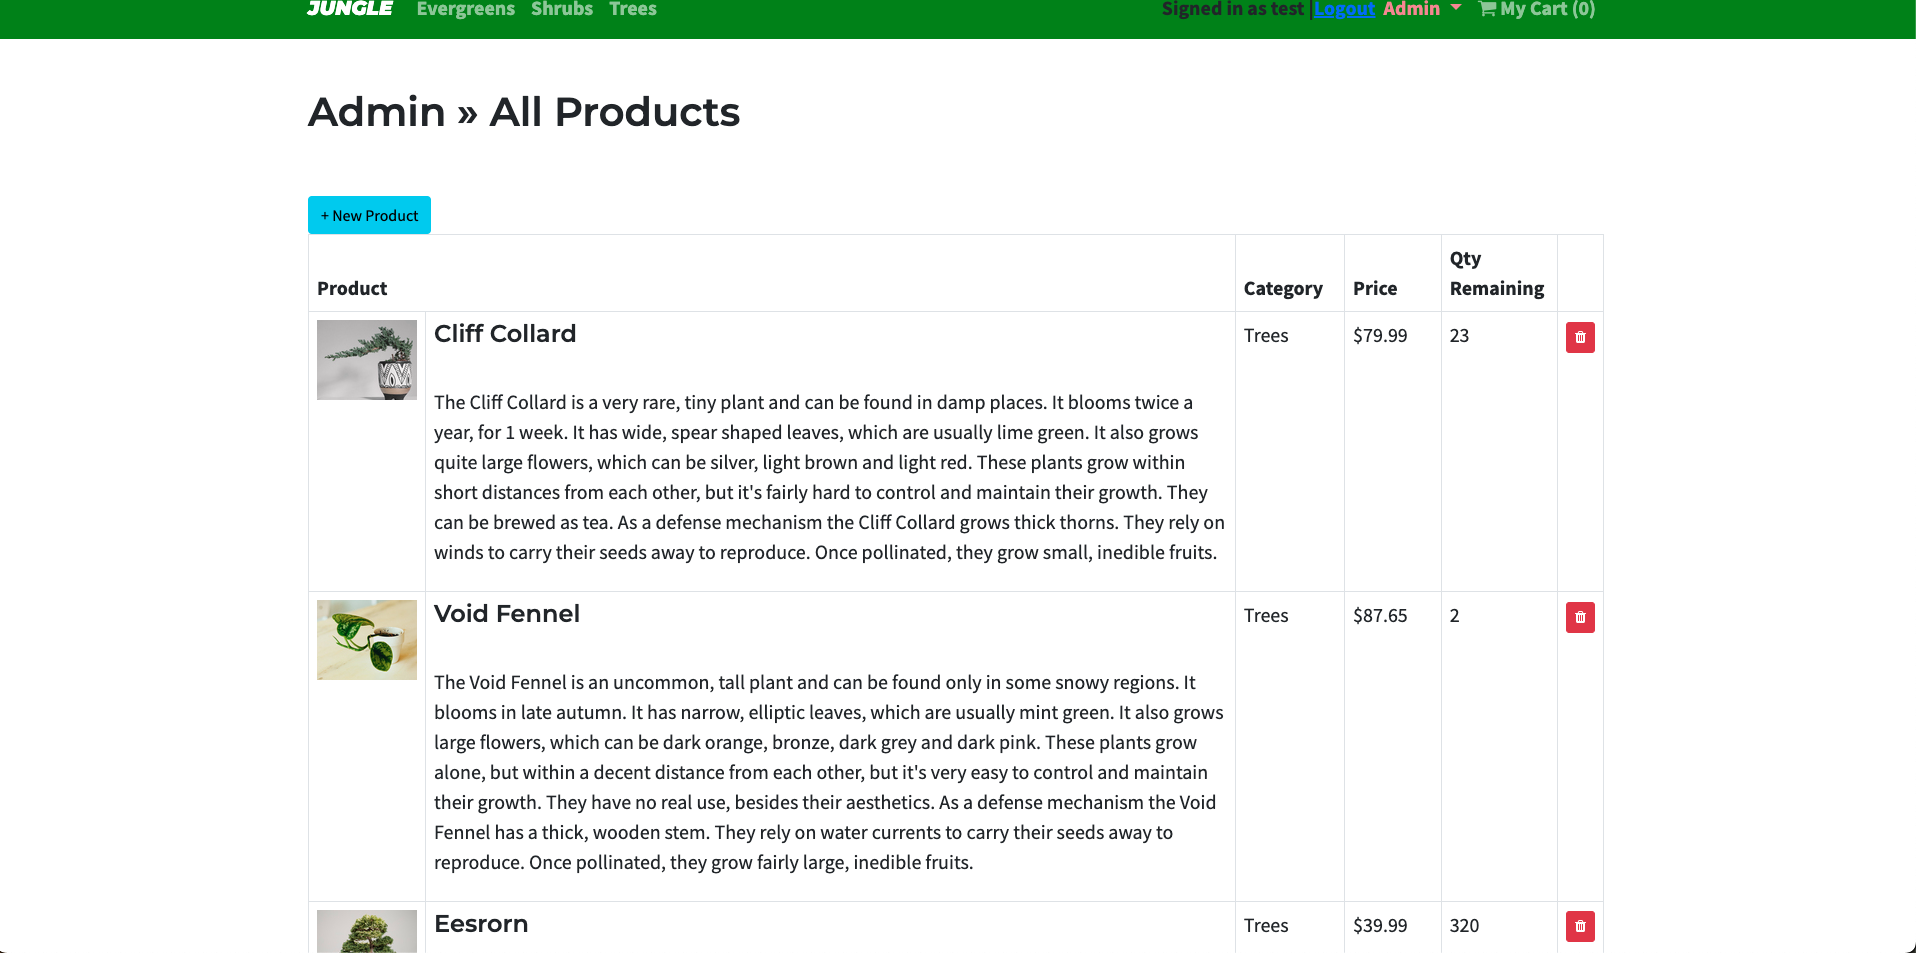 JUNGLE Evergreens Shrubs Trees Signed in as test | Logout Admin My Cart (0)
Admin » All Products
+ New Product
Product Category Price Qty Remaining
Cliff Collard Trees $79.99 23
The Cliff Collard is a very rare, tiny plant and can be found in damp places. It blooms twice a
year, for 1 week. It has wide, spear shaped leaves, which are usually lime green. It also grows
quite large flowers, which can be silver, light brown and light red. These plants grow within
short distances from each other, but it's fairly hard to control and maintain their growth. They
can be brewed as tea. As a defense mechanism the Cliff Collard grows thick thorns. They rely on
winds to carry their seeds away to reproduce. Once pollinated, they grow small, inedible fruits.
Void Fennel Trees $87.65 2
The Void Fennel is an uncommon, tall plant and can be found only in some snowy regions. It
blooms in late autumn. It has narrow, elliptic leaves, which are usually mint green. It also grows
large flowers, which can be dark orange, bronze, dark grey and dark pink. These plants grow
alone, but within a decent distance from each other, but it's very easy to control and maintain
their growth. They have no real use, besides their aesthetics. As a defense mechanism the Void
Fennel has a thick, wooden stem. They rely on water currents to carry their seeds away to
reproduce. Once pollinated, they grow fairly large, inedible fruits.
Eesrorn Trees $39.99 320